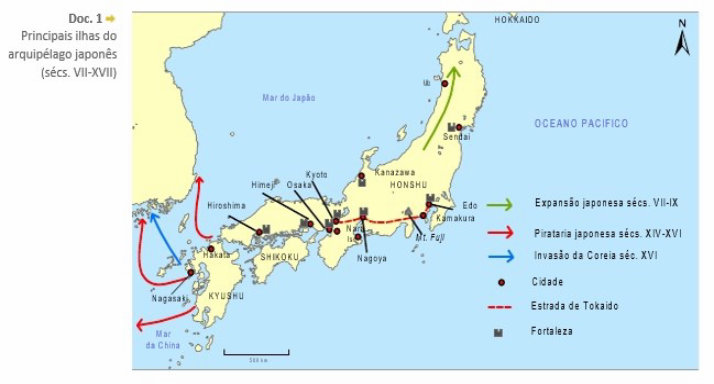 Doc. 1
Principais ilhas do
arquipélago japonês
(sécs. VII-XVII)
HOKKAIDO
N
Mar do Japão
OCEANO PACIFICO
Sendai
Kanazawa
HONSHU
Kyoto
Himeji
Osaka
Hiroshima
Edo
Kamakura
Nara
Ise
Mt. Fuji
Nagoya
Hakata
SHIKOKU
Nagasaki
KYUSHU
Mar
da China
Expansão japonesa sécs. VII-IX
Pirataria japonesa sécs. XIV-XVI
Invasão da Coreia séc. XVI
Cidade
Estrada de Tokaido
Fortaleza